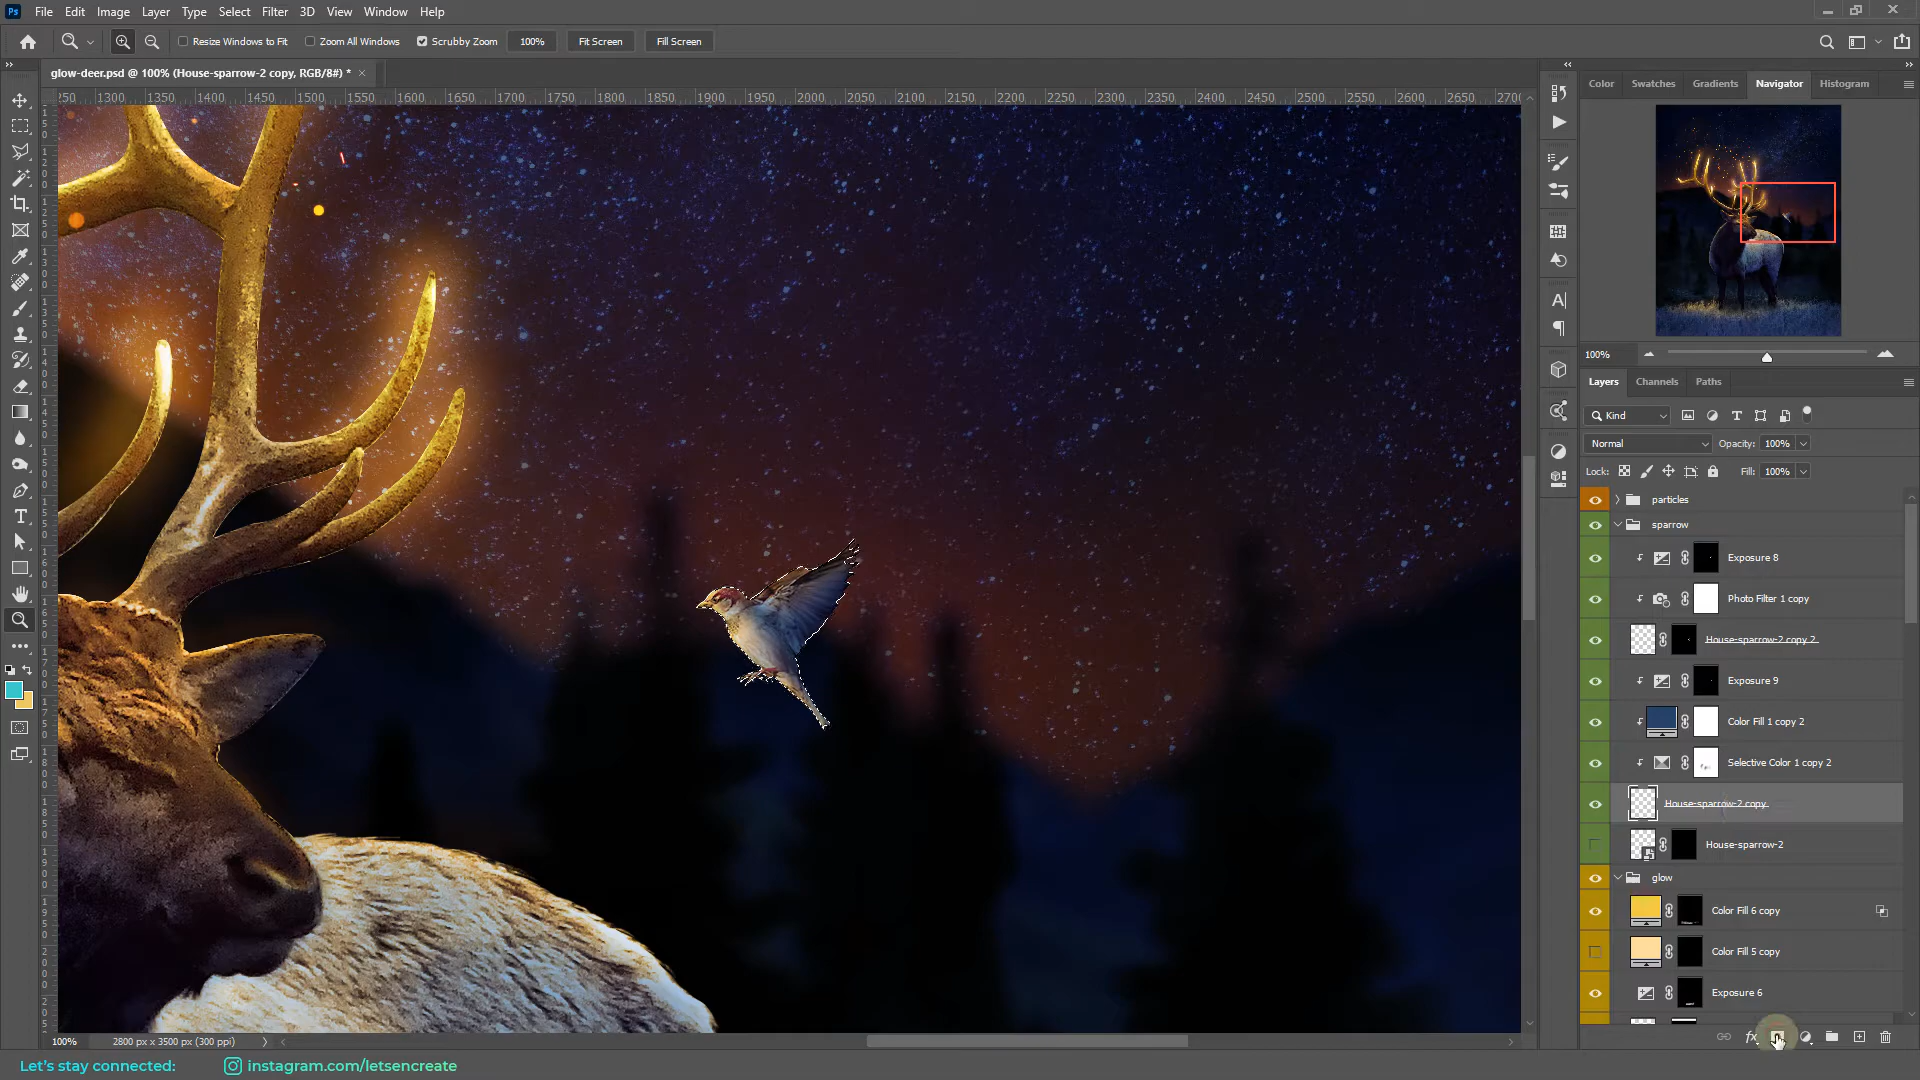 Ps File Edit Image Layer Type Select Filter 3D View Window Help
Resize Windows to Fit Zoom All Windows Scrubby Zoom 100% Fit Screen Fill Screen
glow-deer.psd @ 100% (House-sparrow-2 copy, RGB/8#) * ×
Color Swatches Gradients Navigator Histogram
250 1300 1350 1400 1450 1500 1550 1600 1650 1700 1750 1800 1850 1900 1950 2000 2050 2100 2150 2200 2250 2300 2350 2400 2450 2500 2550 2600 2650 2700
100%
Layers Channels Paths
Kind
Normal Opacity: 100%
Lock: Fill: 100%
particles
sparrow
Exposure 8
Photo Filter 1 copy
House-sparrow-2 copy 2
Exposure 9
Color Fill 1 copy 2
Selective Color 1 copy 2
House-sparrow-2 copy
House-sparrow-2
glow
Color Fill 6 copy
Color Fill 5 copy
Exposure 6
fx
100% 2800 px x 3500 px (300 ppi)
Let's stay connected: instagram.com/letsencreate